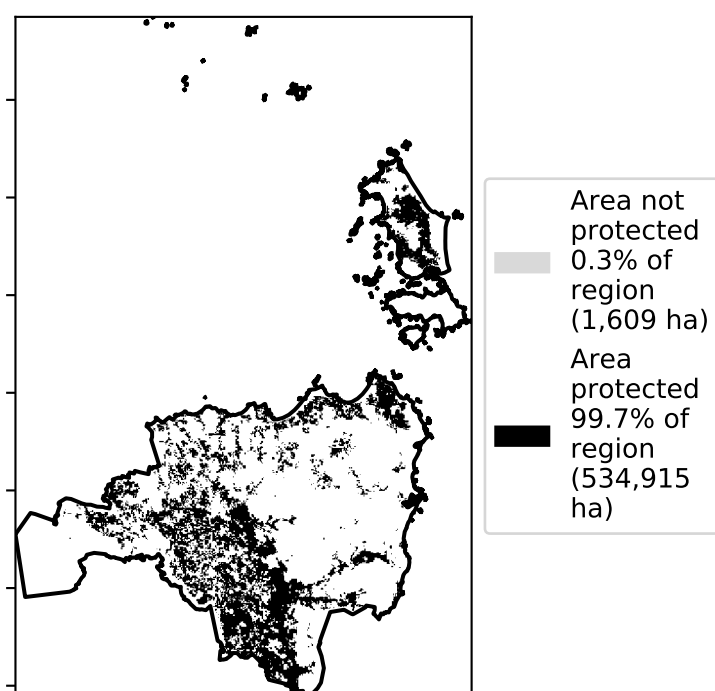 Area not
protected
0.3% of
region
(1,609 ha)
Area
protected
99.7% of
region
(534,915
ha)